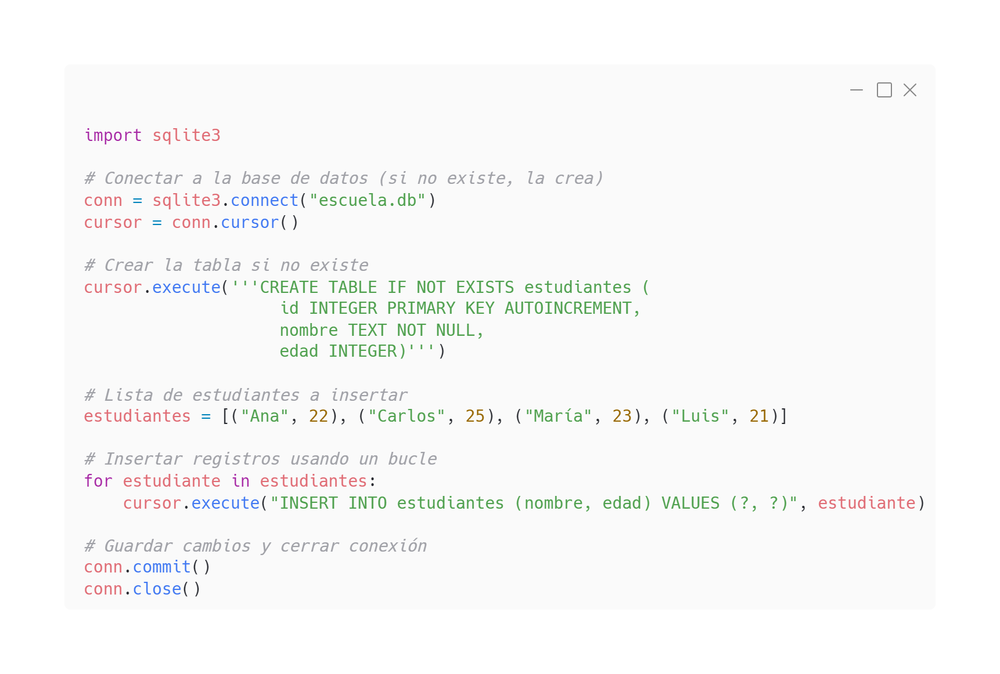 import sqlite3
# Conectar a la base de datos (si no existe, la crea)
conn = sqlite3.connect("escuela.db")
cursor = conn.cursor()
# Crear la tabla si no existe
cursor.execute('''CREATE TABLE IF NOT EXISTS estudiantes (
                    id INTEGER PRIMARY KEY AUTOINCREMENT,
                    nombre TEXT NOT NULL,
                    edad INTEGER)''')
# Lista de estudiantes a insertar
estudiantes = [("Ana", 22), ("Carlos", 25), ("María", 23), ("Luis", 21)]
# Insertar registros usando un bucle
for estudiante in estudiantes:
    cursor.execute("INSERT INTO estudiantes (nombre, edad) VALUES (?, ?)", estudiante)
# Guardar cambios y cerrar conexión
conn.commit()
conn.close()